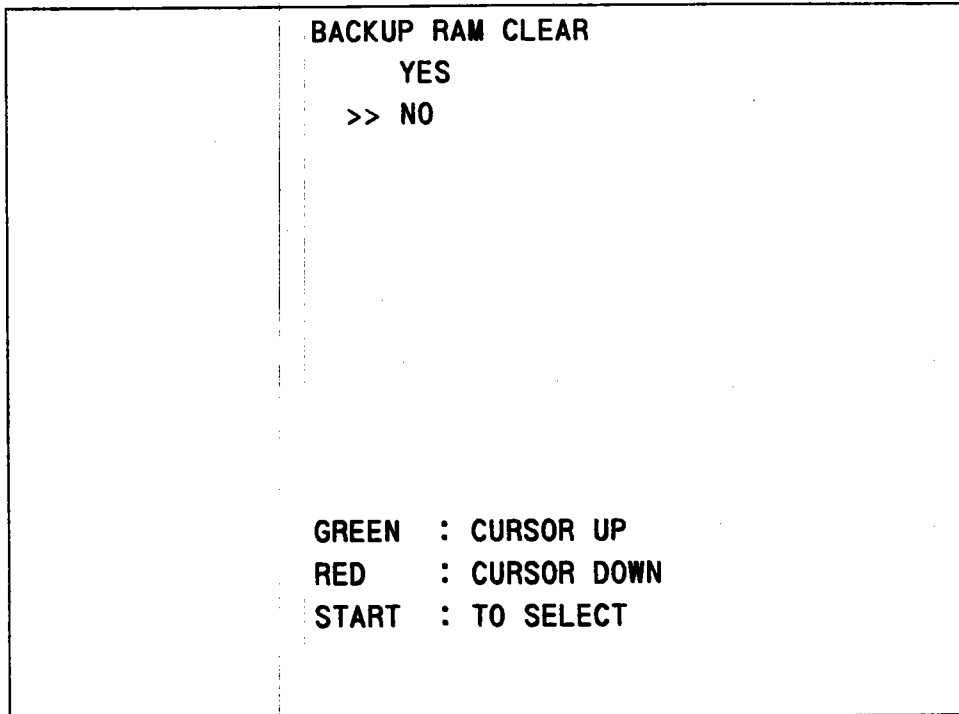 BACKUP RAM CLEAR
YES
>> NO
GREEN : CURSOR UP
RED : CURSOR DOWN
START : TO SELECT